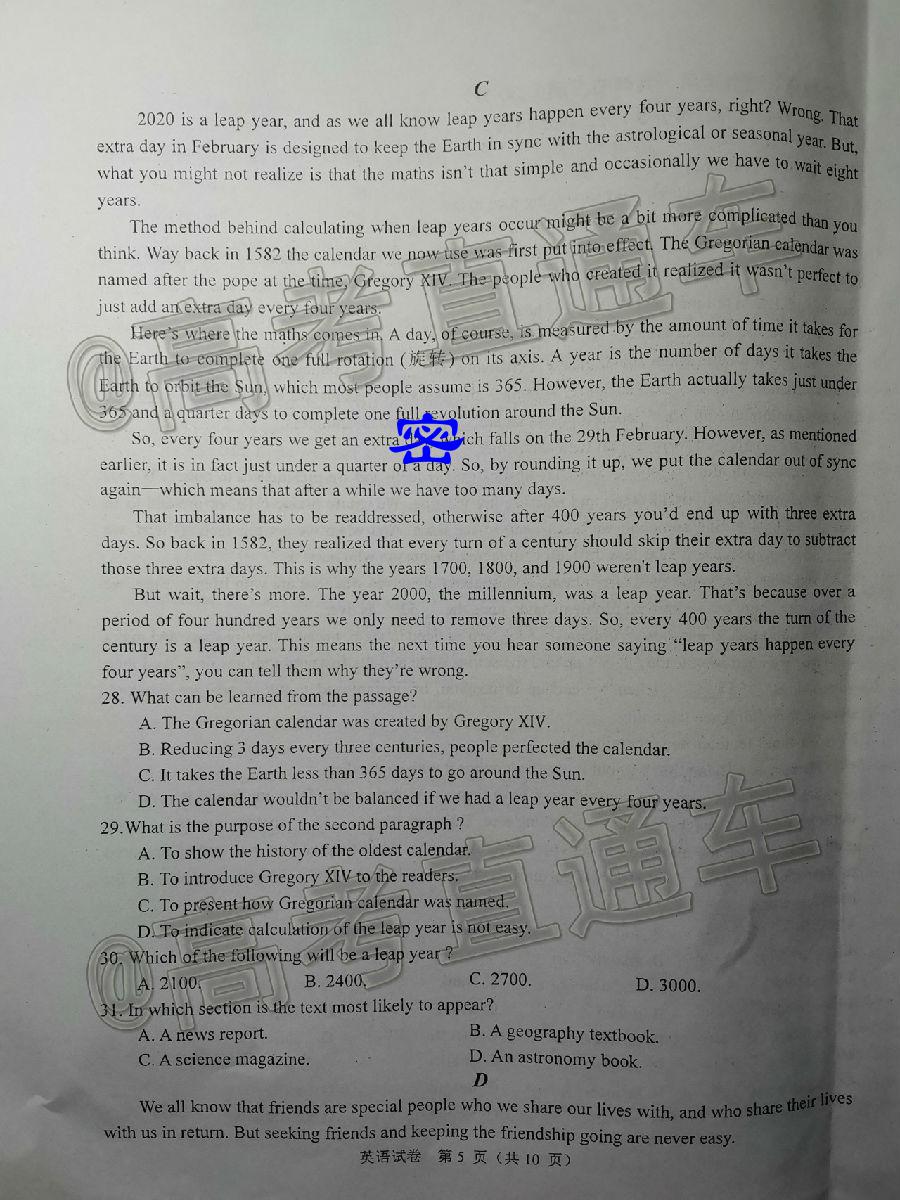 C
2020 is a leap year, and as we all know leap years happen every four years, right? Wrong. That
extra day in February is designed to keep the Earth in sync with the astrological or seasonal year. But,
what you might not realize is that the maths isn't that simple and occasionally we have to wait eight
years.
The method behind calculating when leap years occur might be a bit more complicated than you
think. Way back in 1582 the calendar we now use was first put into effect. The Gregorian calendar was
named after the pope at the time, Gregory XIV. The people who created it realized it wasn't perfect to
just add an extra day every four years.
Here's where the maths comes in. A day, of course, is measured by the amount of time it takes for
the Earth to complete one full rotation (旋转) on its axis. A year is the number of days it takes the
Earth to orbit the Sun, which most people assume is 365. However, the Earth actually takes just under
365 and a quarter days to complete one full revolution around the Sun.
So, every four years we get an extra which falls on the 29th February. However, as mentioned
密
earlier, it is in fact just under a quarter of a day. So, by rounding it up, we put the calendar out of sync
again—which means that after a while we have too many days.
That imbalance has to be readdressed, otherwise after 400 years you'd end up with three extra
days. So back in 1582, they realized that every turn of a century should skip their extra day to subtract
those three extra days. This is why the years 1700, 1800, and 1900 weren't leap years.
But wait, there's more. The year 2000, the millennium, was a leap year. That's because over a
period of four hundred years we only need to remove three days. So, every 400 years the turn of the
century is a leap year. This means the next time you hear someone saying "leap years happen every
four years", you can tell them why they're wrong.
28. What can be learned from the passage?
A. The Gregorian calendar was created by Gregory XIV.
B. Reducing 3 days every three centuries, people perfected the calendar.
C. It takes the Earth less than 365 days to go around the Sun.
D. The calendar wouldn't be balanced if we had a leap year every four years.
29.What is the purpose of the second paragraph ?
A. To show the history of the oldest calendar.
B. To introduce Gregory XIV to the readers.
C. To present how Gregorian calendar was named.
D. To indicate calculation of the leap year is not easy.
30. Which of the following will be a leap year ?
A. 2100. B. 2400. C. 2700. D. 3000.
31. In which section is the text most likely to appear?
A. A news report. B. A geography textbook.
C. A science magazine. D. An astronomy book.
D
We all know that friends are special people who we share our lives with, and who share their lives
with us in return. But seeking friends and keeping the friendship going are never easy.
英语试卷 第 5 页（共 10 页）
@高考直通车
@高考直通车